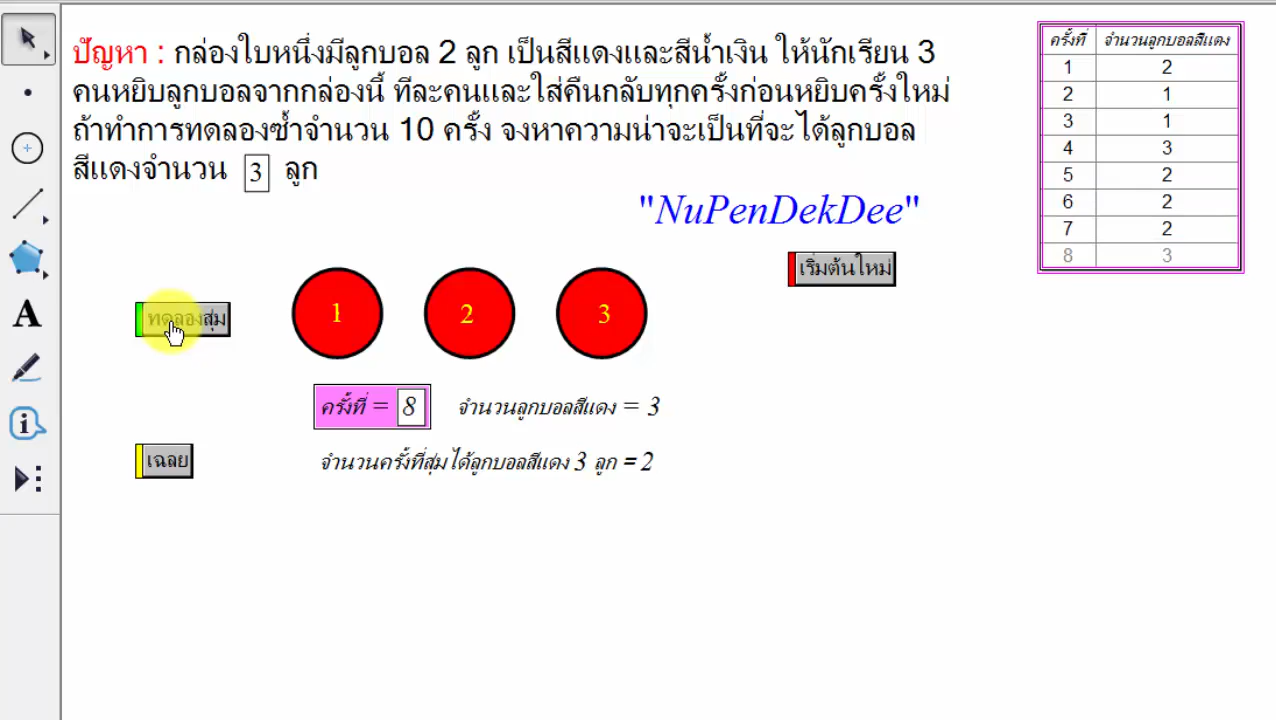 ปัญหา : กล่องใบหนึ่งมีลูกบอล 2 ลูก เป็นสีแดงและสีน้ำเงิน ให้นักเรียน 3
คนหยิบลูกบอลจากกล่องนี้ ทีละคนและใส่คืนกลับทุกครั้งก่อนหยิบครั้งใหม่
ถ้าทำการทดลองซ้ำจำนวน 10 ครั้ง จงหาความน่าจะเป็นที่จะได้ลูกบอล
สีแดงจำนวน 3 ลูก
"NuPenDekDee"
เริ่มต้นใหม่
ทดลองสุ่ม
1 2 3
ครั้งที่ = 8 จำนวนลูกบอลสีแดง = 3
เฉลย
จำนวนครั้งที่สุ่มได้ลูกบอลสีแดง 3 ลูก = 2
ครั้งที่ จำนวนลูกบอลสีแดง
1 2
2 1
3 1
4 3
5 2
6 2
7 2
8 3
A